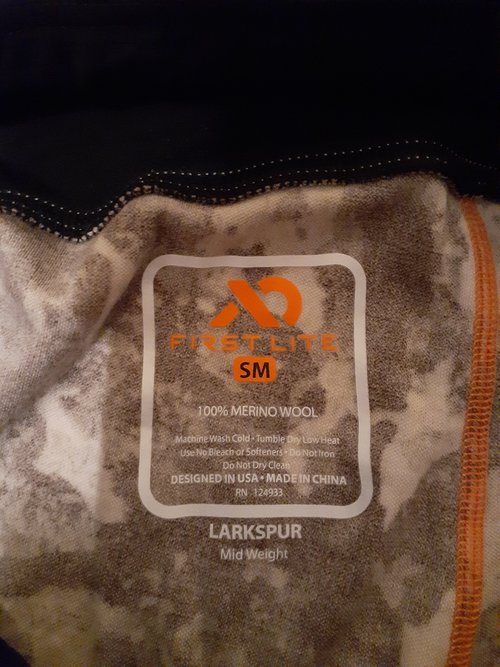 FIRST LITE
SM
100% MERINO WOOL
Machine Wash Cold • Tumble Dry Low Heat
Use No Bleach or Softeners • Do Not Iron
Do Not Dry Clean
DESIGNED IN USA • MADE IN CHINA
RN 124933
LARKSPUR
Mid Weight